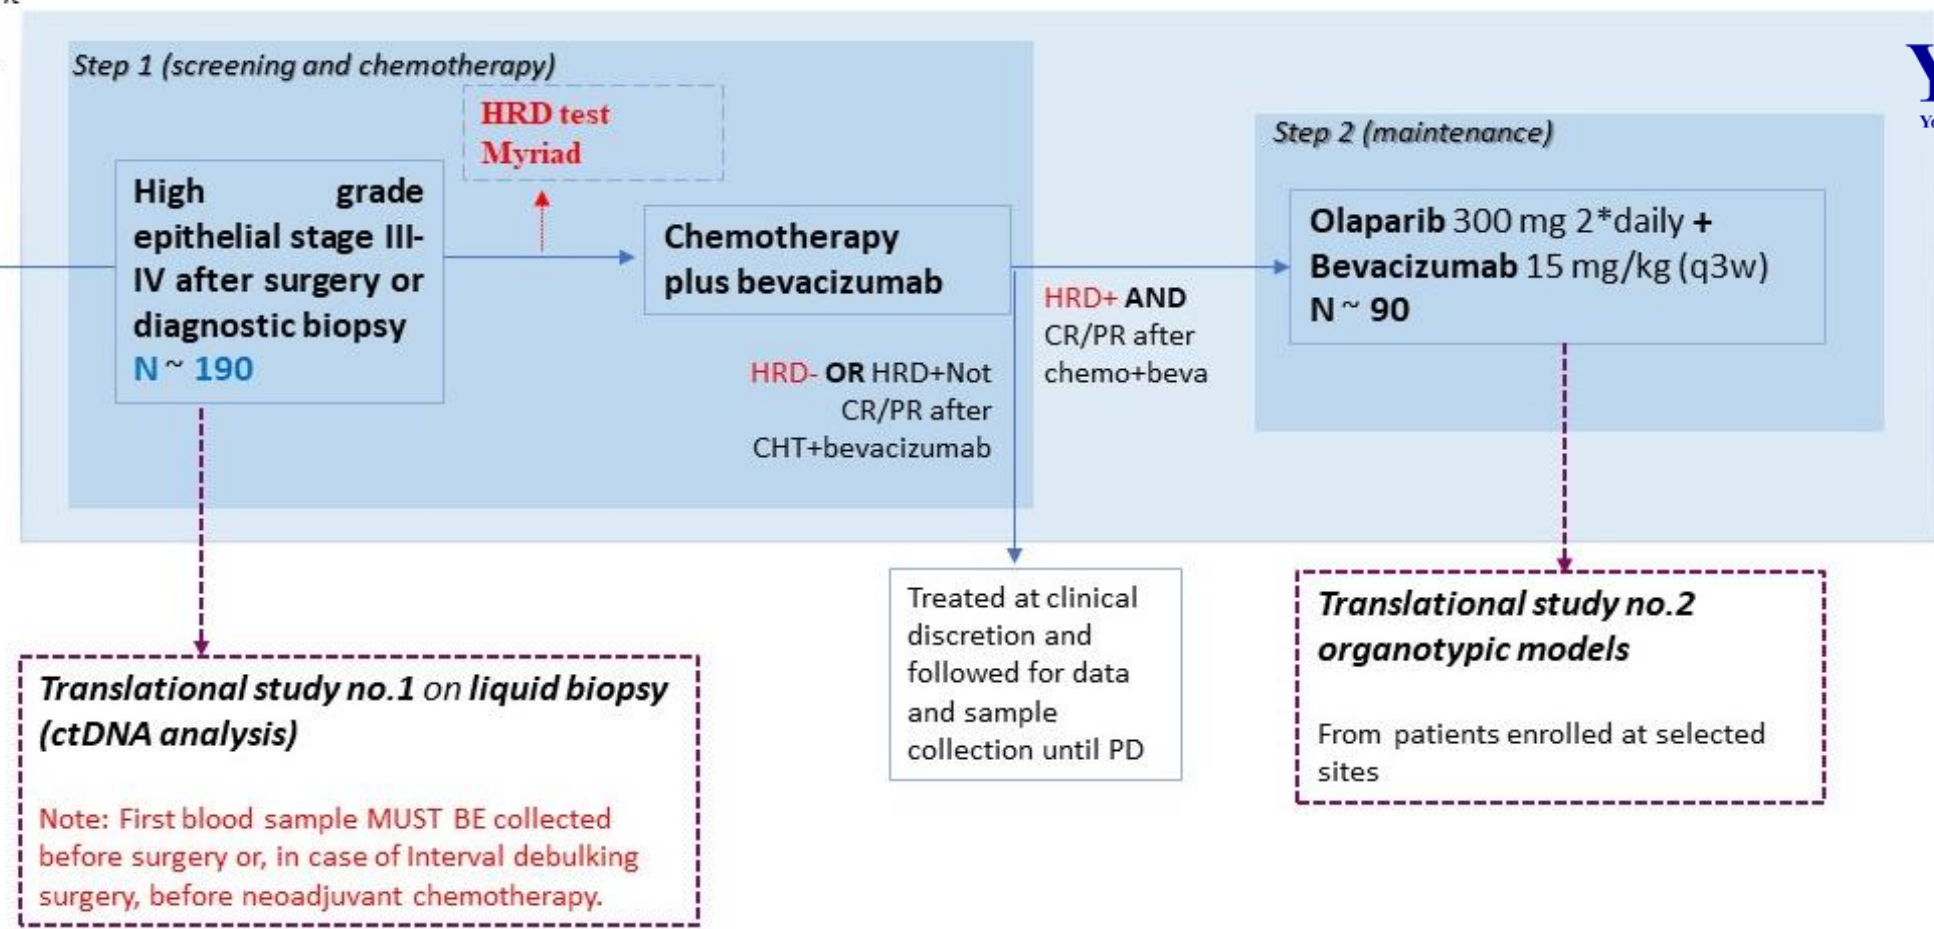 Step 1 (screening and chemotherapy)
HRD test
Myriad
High grade
epithelial stage III-
IV after surgery or
diagnostic biopsy
N ~ 190
Chemotherapy
plus bevacizumab
HRD- OR HRD+Not
CR/PR after
CHT+bevacizumab
HRD+ AND
CR/PR after
chemo+beva
Step 2 (maintenance)
Olaparib 300 mg 2*daily +
Bevacizumab 15 mg/kg (q3w)
N ~ 90
Translational study no.1 on liquid biopsy
(ctDNA analysis)
Note: First blood sample MUST BE collected
before surgery or, in case of Interval debulking
surgery, before neoadjuvant chemotherapy.
Treated at clinical
discretion and
followed for data
and sample
collection until PD
Translational study no.2
organotypic models
From patients enrolled at selected
sites